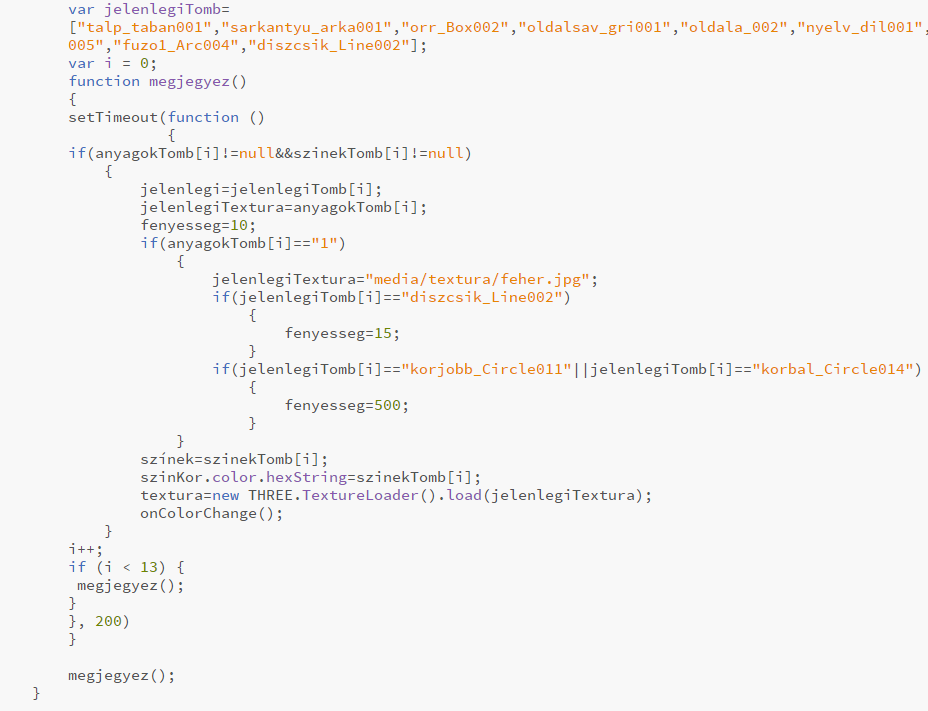 var jelenlegiTomb=
["talp_taban001","sarkantyu_arka001","orr_Box002","oldalsav_gri001","oldala_002","nyelv_dil001",
005","fuzo1_Arc004","diszcsik_Line002"];
var i = 0;
function megjegyez()
{
setTimeout(function ()
{
if(anyagokTomb[i]!=null&&szinekTomb[i]!=null)
{
jelenlegi=jelenlegiTomb[i];
jelenlegiTextura=anyagokTomb[i];
fenyesseg=10;
if(anyagokTomb[i]=="1")
{
jelenlegiTextura="media/textura/feher.jpg";
if(jelenlegiTomb[i]=="diszcsik_Line002")
{
fenyesseg=15;
}
if(jelenlegiTomb[i]=="korjobb_Circle011"||jelenlegiTomb[i]=="korbal_Circle014")
{
fenyesseg=500;
}
}
színek=szinekTomb[i];
szinKor.color.hexString=szinekTomb[i];
textura=new THREE.TextureLoader().load(jelenlegiTextura);
onColorChange();
}
i++;
if (i < 13) {
megjegyez();
}
}, 200)
}
megjegyez();
}